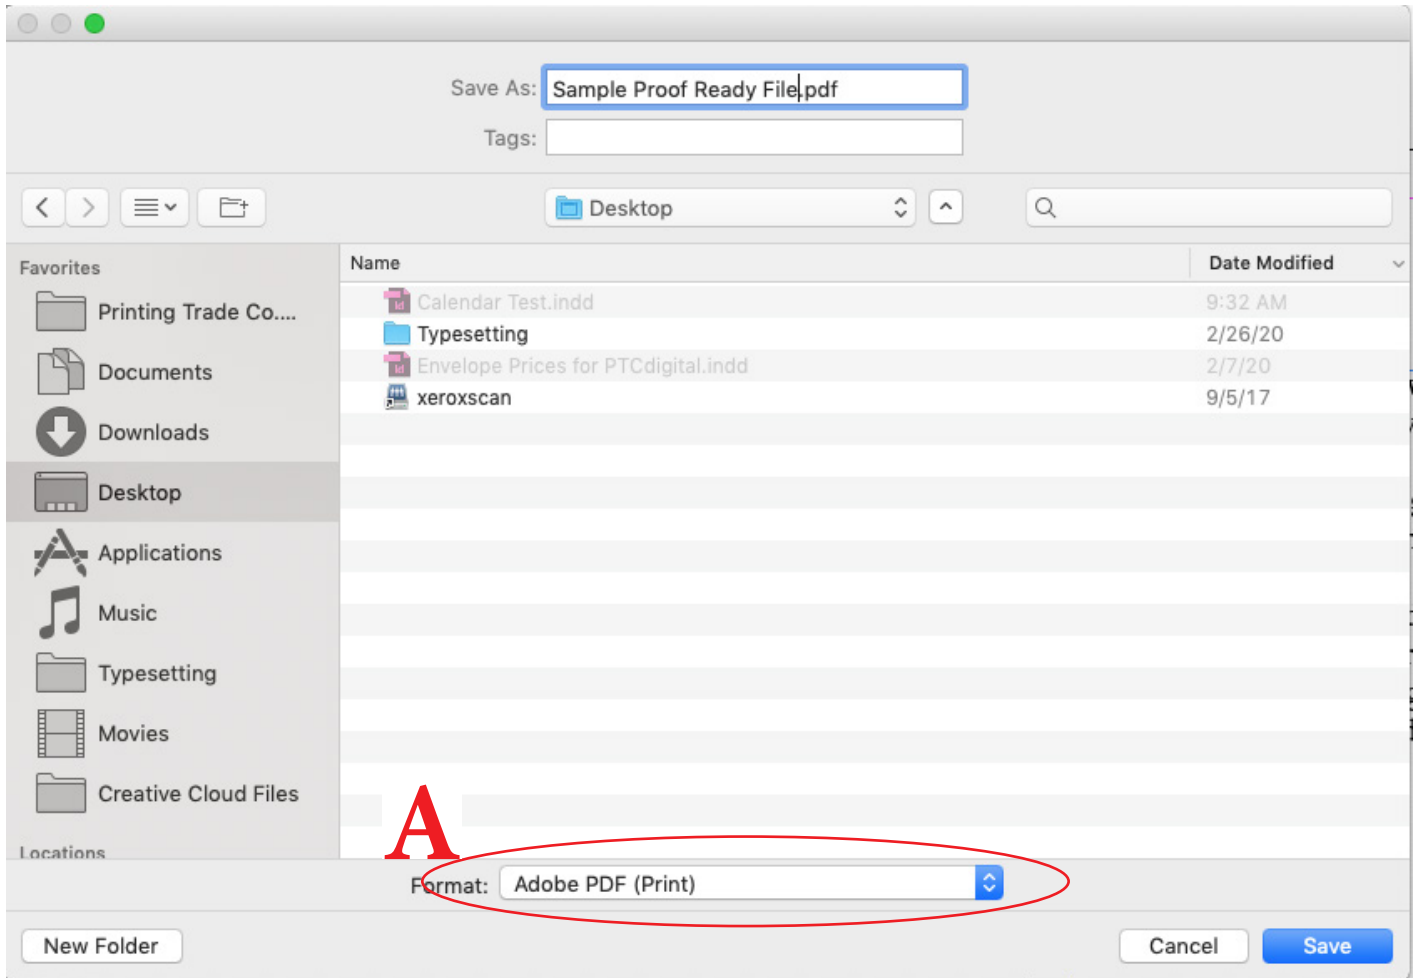 Save As: Sample Proof Ready File.pdf
Tags:
Desktop
Favorites
Printing Trade Co....
Documents
Downloads
Desktop
Applications
Music
Typesetting
Movies
Creative Cloud Files
Locations
Name Date Modified
Calendar Test.indd 9:32 AM
Typesetting 2/26/20
Envelope Prices for PTCdigital.indd 2/7/20
xeroxscan 9/5/17
A
Format: Adobe PDF (Print)
New Folder Cancel Save